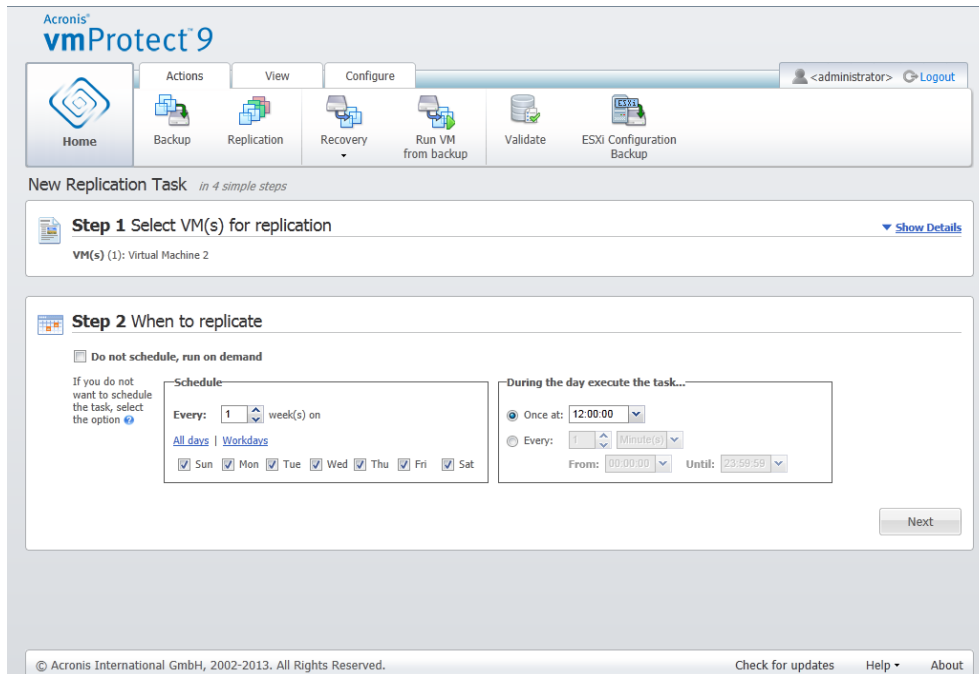 Acronis®
vmProtect™ 9
Actions View Configure
<administrator> Logout
Home
Backup Replication Recovery Run VM from backup Validate ESXi Configuration Backup
New Replication Task in 4 simple steps
Step 1 Select VM(s) for replication
Show Details
VM(s) (1): Virtual Machine 2
Step 2 When to replicate
Do not schedule, run on demand
If you do not
want to schedule
the task, select
the option
Schedule
Every: 1 week(s) on
All days | Workdays
Sun Mon Tue Wed Thu Fri Sat
During the day execute the task...
Once at: 12:00:00
Every: 1 Minute(s)
From: 00:00:00 Until: 23:59:59
Next
© Acronis International GmbH, 2002-2013. All Rights Reserved.
Check for updates Help About